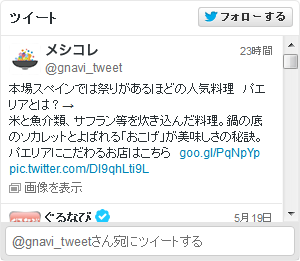 ツイート
フォローする
メシコレ
23時間
@gnavi_tweet
本場スペインでは祭りがあるほどの人気料理　パエ
リアとは？→
米と魚介類、サフラン等を炊き込んだ料理。鍋の底
のソカレットとよばれる「おこげ」が美味しさの秘訣。
パエリアにこだわるお店はこちら　goo.gl/PqNpYp
pic.twitter.com/DI9qhLti9L
画像を表示
ぐるなび
5月19日
@gnavi_tweetさん宛にツイートする